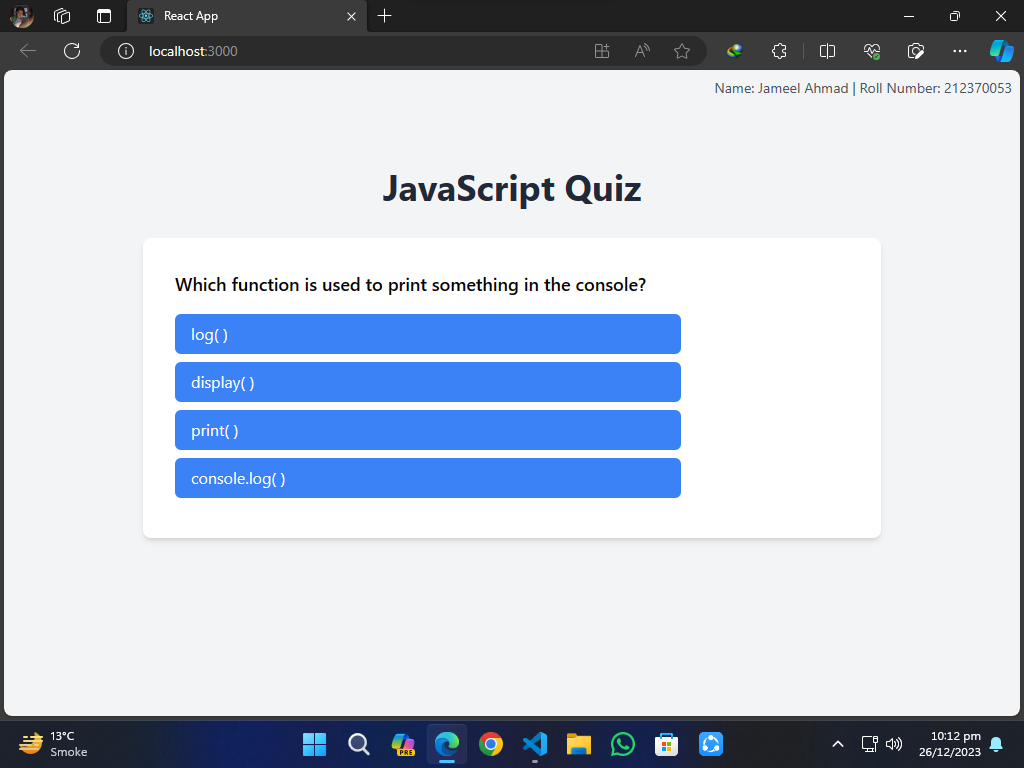 React App
localhost:3000
Name: Jameel Ahmad | Roll Number: 212370053
JavaScript Quiz
Which function is used to print something in the console?
log( )
display( )
print( )
console.log( )
13°C
Smoke
PRE
10:12 pm
26/12/2023